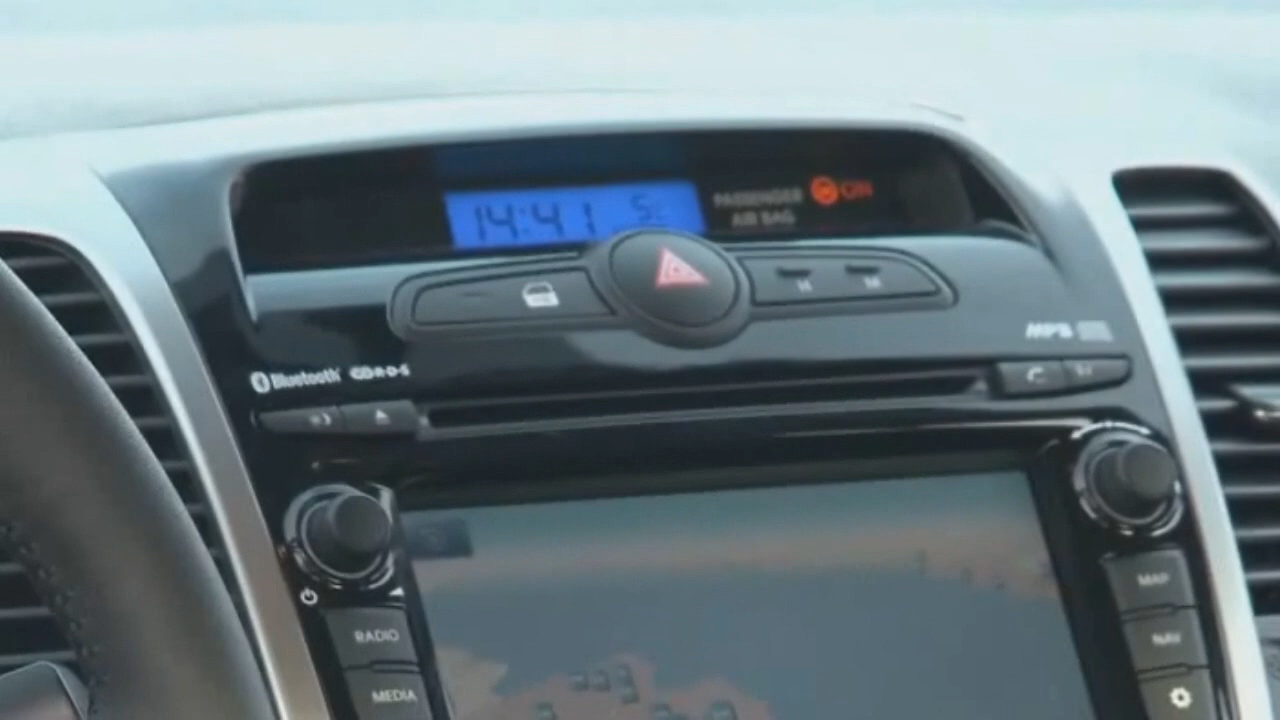 14:41
PASSENGER
AIR BAG
ON
Bluetooth
MP3
RADIO
MEDIA
MAP
NAV